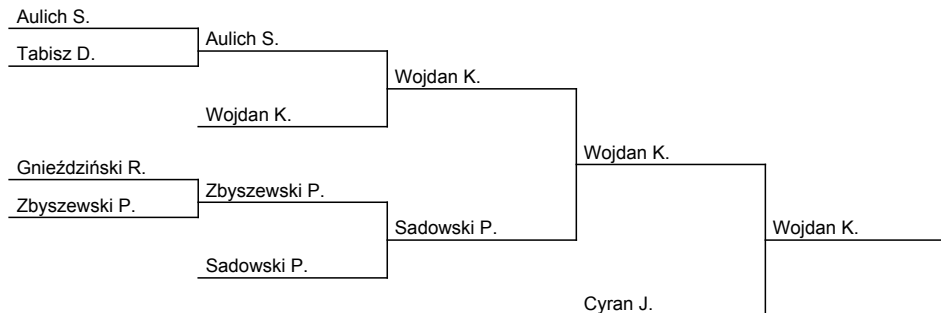 Aulich S.
Tabisz D.
Aulich S.
Wojdan K.
Wojdan K.
Gnieździński R.
Zbyszewski P.
Zbyszewski P.
Sadowski P.
Sadowski P.
Wojdan K.
Cyran J.
Wojdan K.